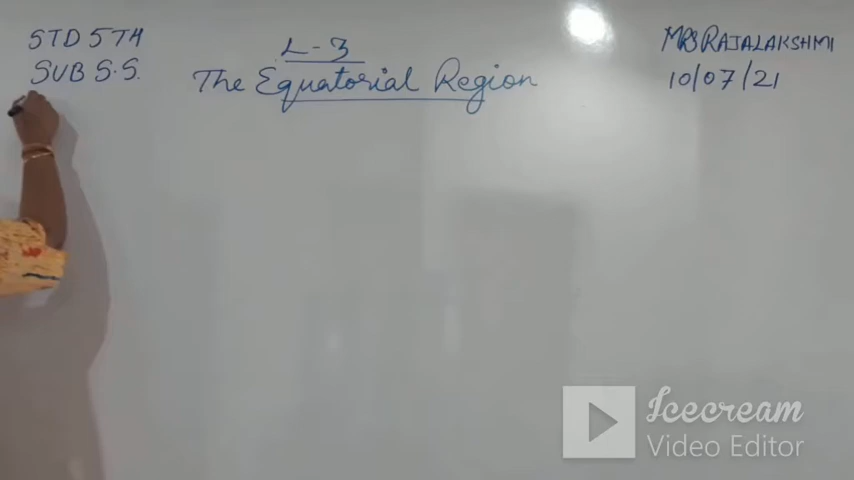 STD 5TH
SUB S.S.
L-3
The Equatorial Region
MRS RAJALAKSHMI
10/07/21
Icecream
Video Editor